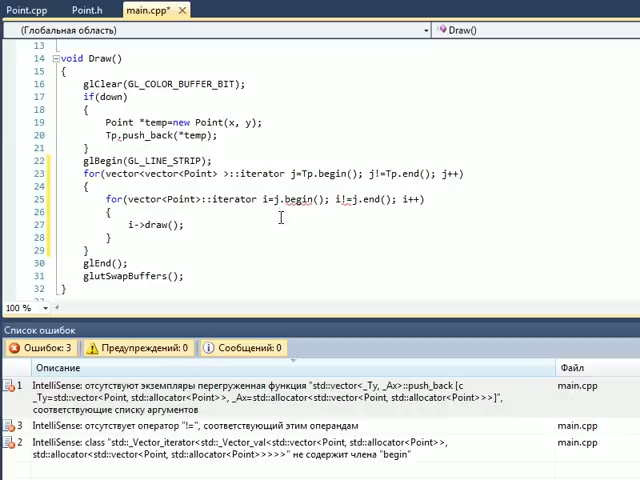 Point.cpp Point.h main.cpp* ✕
(Глобальная область) Draw()
13
14 void Draw()
15 {
16 glClear(GL_COLOR_BUFFER_BIT);
17 if(down)
18 {
19 Point *temp=new Point(x, y);
20 Tp.push_back(*temp);
21 }
22 glBegin(GL_LINE_STRIP);
23 for(vector<vector<Point> >::iterator j=Tp.begin(); j!=Tp.end(); j++)
24 {
25 for(vector<Point>::iterator i=j.begin(); i!=j.end(); i++)
26 {
27 i->draw();
28 }
29 }
30 glEnd();
31 glutSwapBuffers();
32 }
100 %
Список ошибок
Ошибок: 3 Предупреждений: 0 Сообщений: 0
Описание Файл
1 IntelliSense: отсутствуют экземпляры перегруженная функция "std::vector<_Ty, _Ax>::push_back [с main.cpp
_Ty=std::vector<Point, std::allocator<Point>>, _Ax=std::allocator<std::vector<Point, std::allocator<Point>>>]",
соответствующие списку аргументов
3 IntelliSense: отсутствует оператор "!=", соответствующий этим операндам main.cpp
2 IntelliSense: class "std::_Vector_iterator<std::_Vector_val<std::vector<Point, std::allocator<Point>>, main.cpp
std::allocator<std::vector<Point, std::allocator<Point>>>>>" не содержит члена "begin"